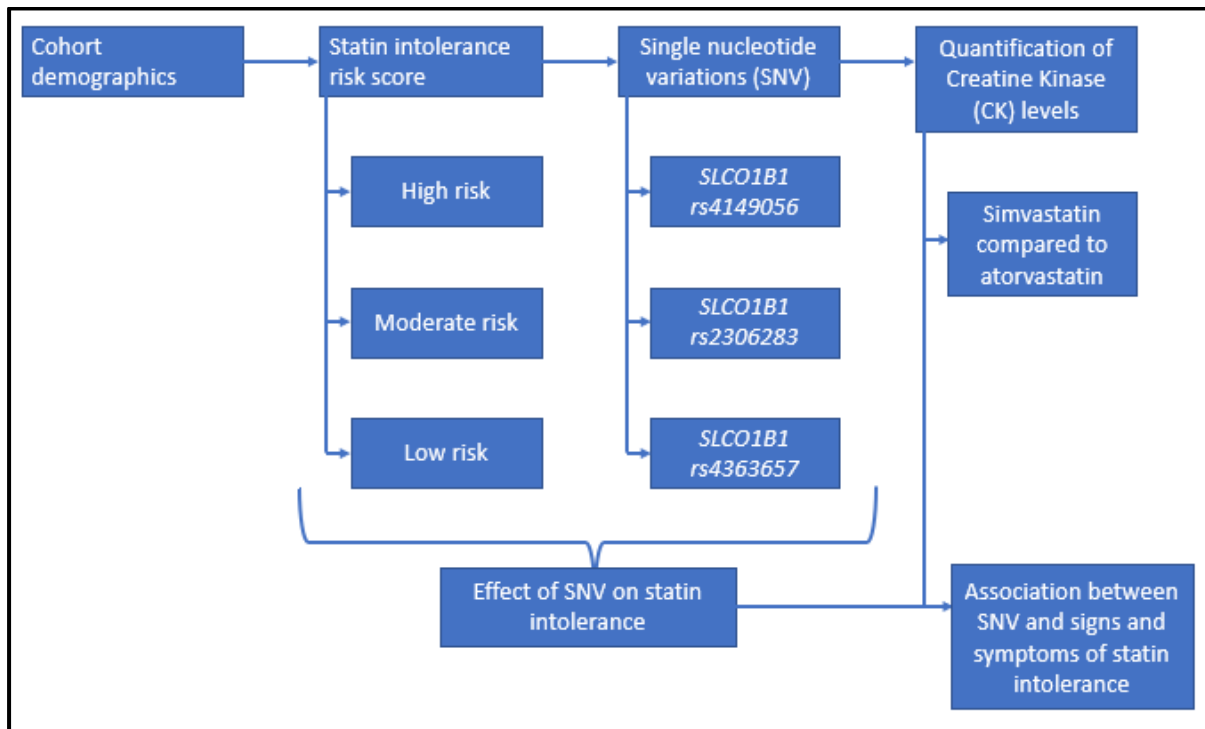 Cohort
demographics
Statin intolerance
risk score
Single nucleotide
variations (SNV)
Quantification of
Creatine Kinase
(CK) levels
High risk
SLCO1B1
rs4149056
Simvastatin
compared to
atorvastatin
Moderate risk
SLCO1B1
rs2306283
Low risk
SLCO1B1
rs4363657
Effect of SNV on statin
intolerance
Association between
SNV and signs and
symptoms of statin
intolerance